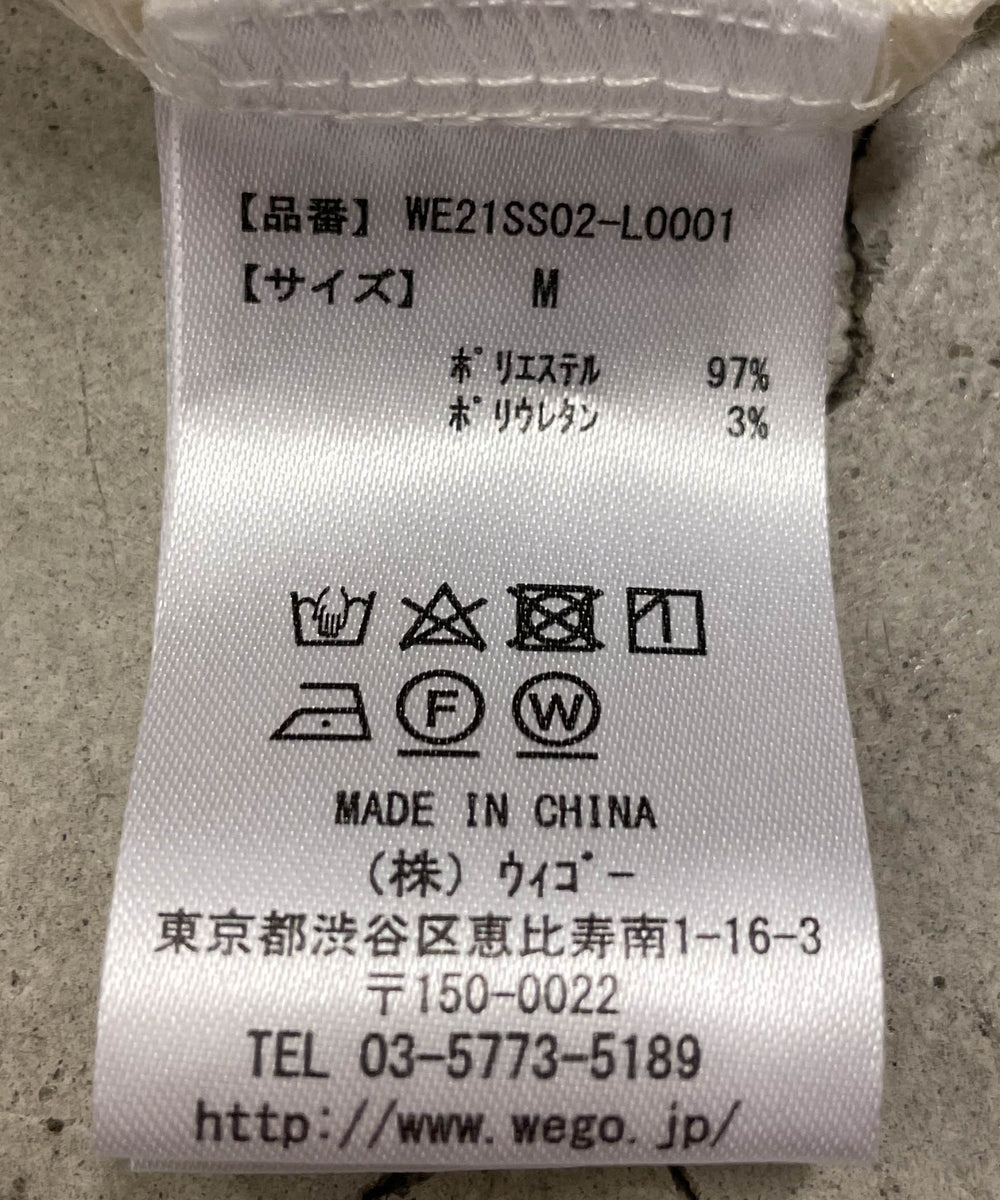 【品番】 WE21SS02-L0001
【サイズ】 M
ポリエステル 97%
ポリウレタン 3%
F W
MADE IN CHINA
(株) ウィゴー
東京都渋谷区恵比寿南1-16-3
〒150-0022
TEL 03-5773-5189
http://www.wego.jp/